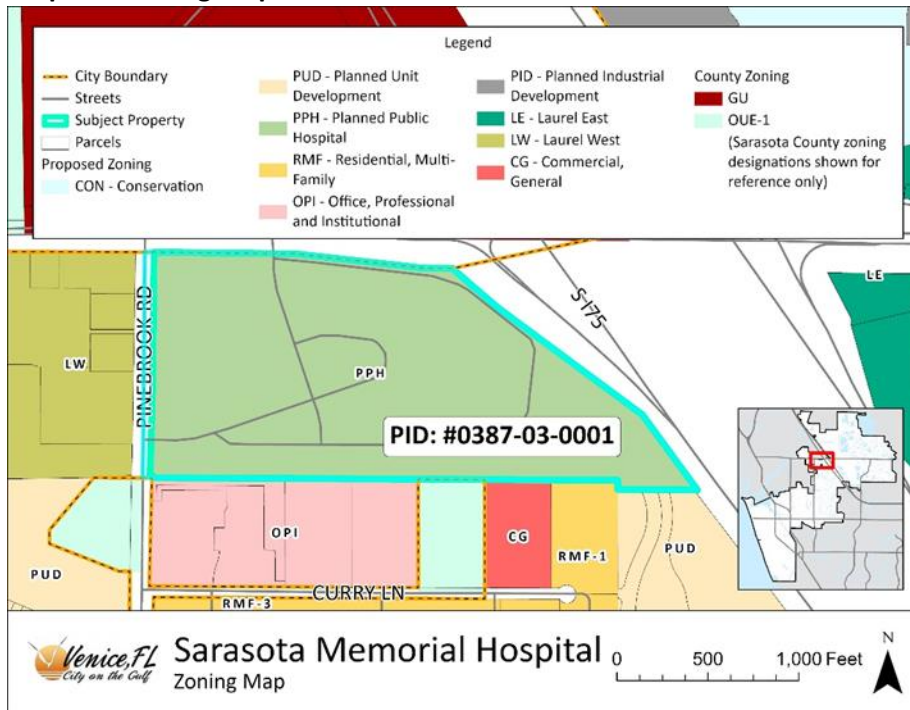 Legend
City Boundary
Streets
Subject Property
Parcels
Proposed Zoning
CON - Conservation
PUD - Planned Unit
Development
PPH - Planned Public
Hospital
RMF - Residential, Multi-
Family
OPI - Office, Professional
and Institutional
PID - Planned Industrial
Development
LE - Laurel East
LW - Laurel West
CG - Commercial,
General
County Zoning
GU
OUE-1
(Sarasota County zoning
designations shown for
reference only)
LE
S I75
PINEBROOK RD
LW
PPH
PID: #0387-03-0001
OPI
CG
RMF-1
PUD
PUD
CURRY LN
RMF-3
Venice, FL
City on the Gulf
Sarasota Memorial Hospital
Zoning Map
0 500 1,000 Feet
N